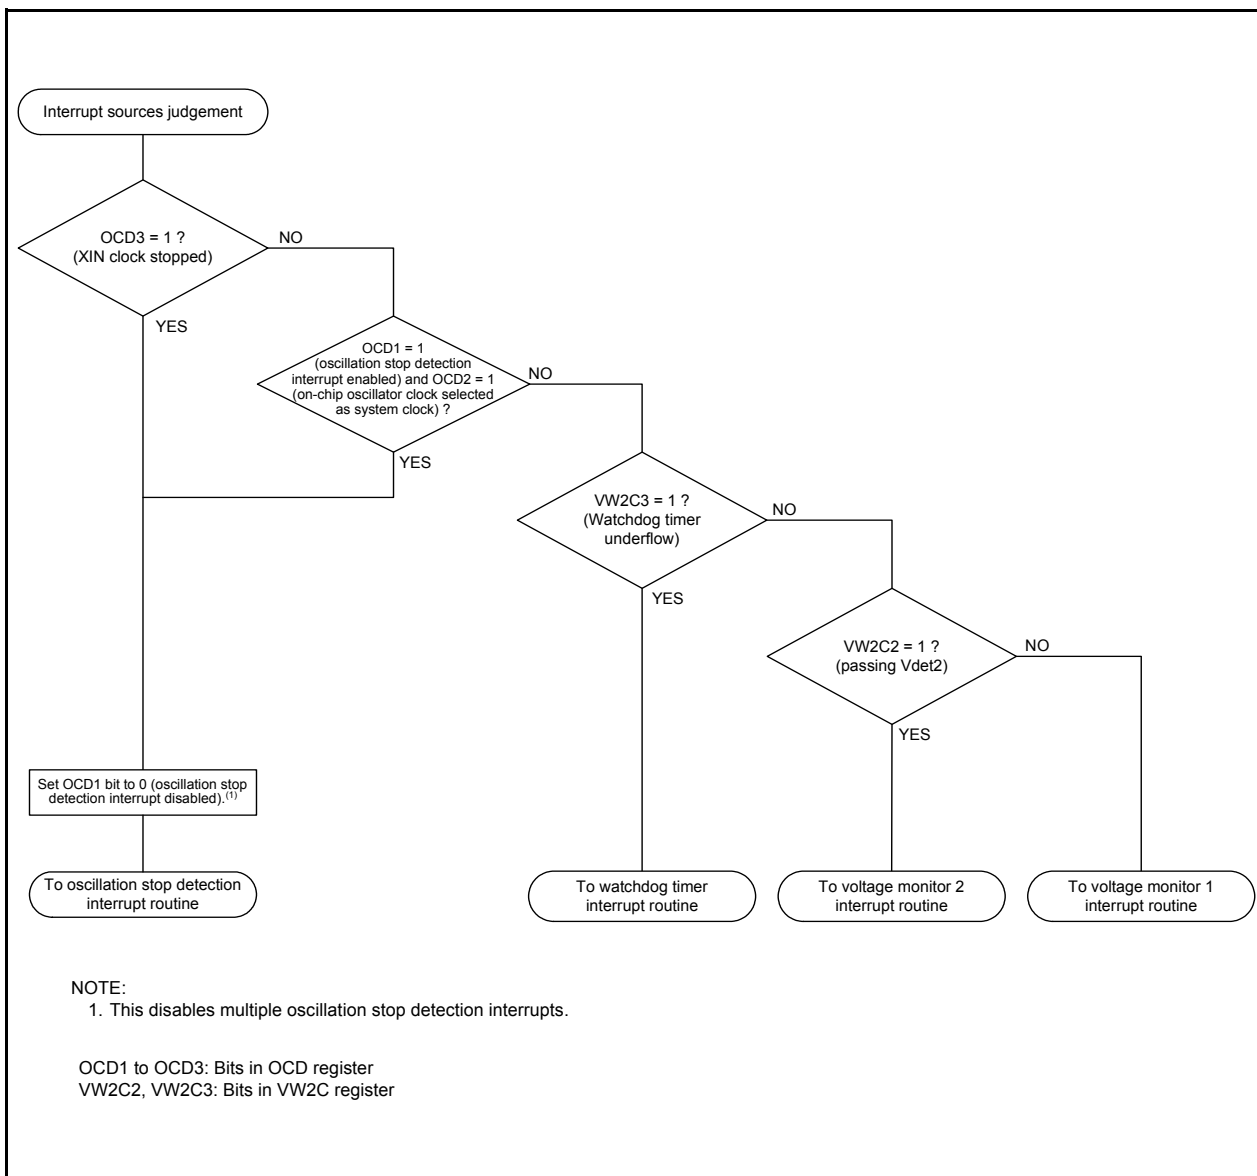 Interrupt sources judgement
OCD3 = 1 ?
(XIN clock stopped)
NO
YES
OCD1 = 1
(oscillation stop detection
interrupt enabled) and OCD2 = 1
(on-chip oscillator clock selected
as system clock) ?
NO
YES
VW2C3 = 1 ?
(Watchdog timer
underflow)
NO
YES
VW2C2 = 1 ?
(passing Vdet2)
NO
YES
Set OCD1 bit to 0 (oscillation stop
detection interrupt disabled).(1)
To oscillation stop detection
interrupt routine
To watchdog timer
interrupt routine
To voltage monitor 2
interrupt routine
To voltage monitor 1
interrupt routine
NOTE:
1. This disables multiple oscillation stop detection interrupts.
OCD1 to OCD3: Bits in OCD register
VW2C2, VW2C3: Bits in VW2C register